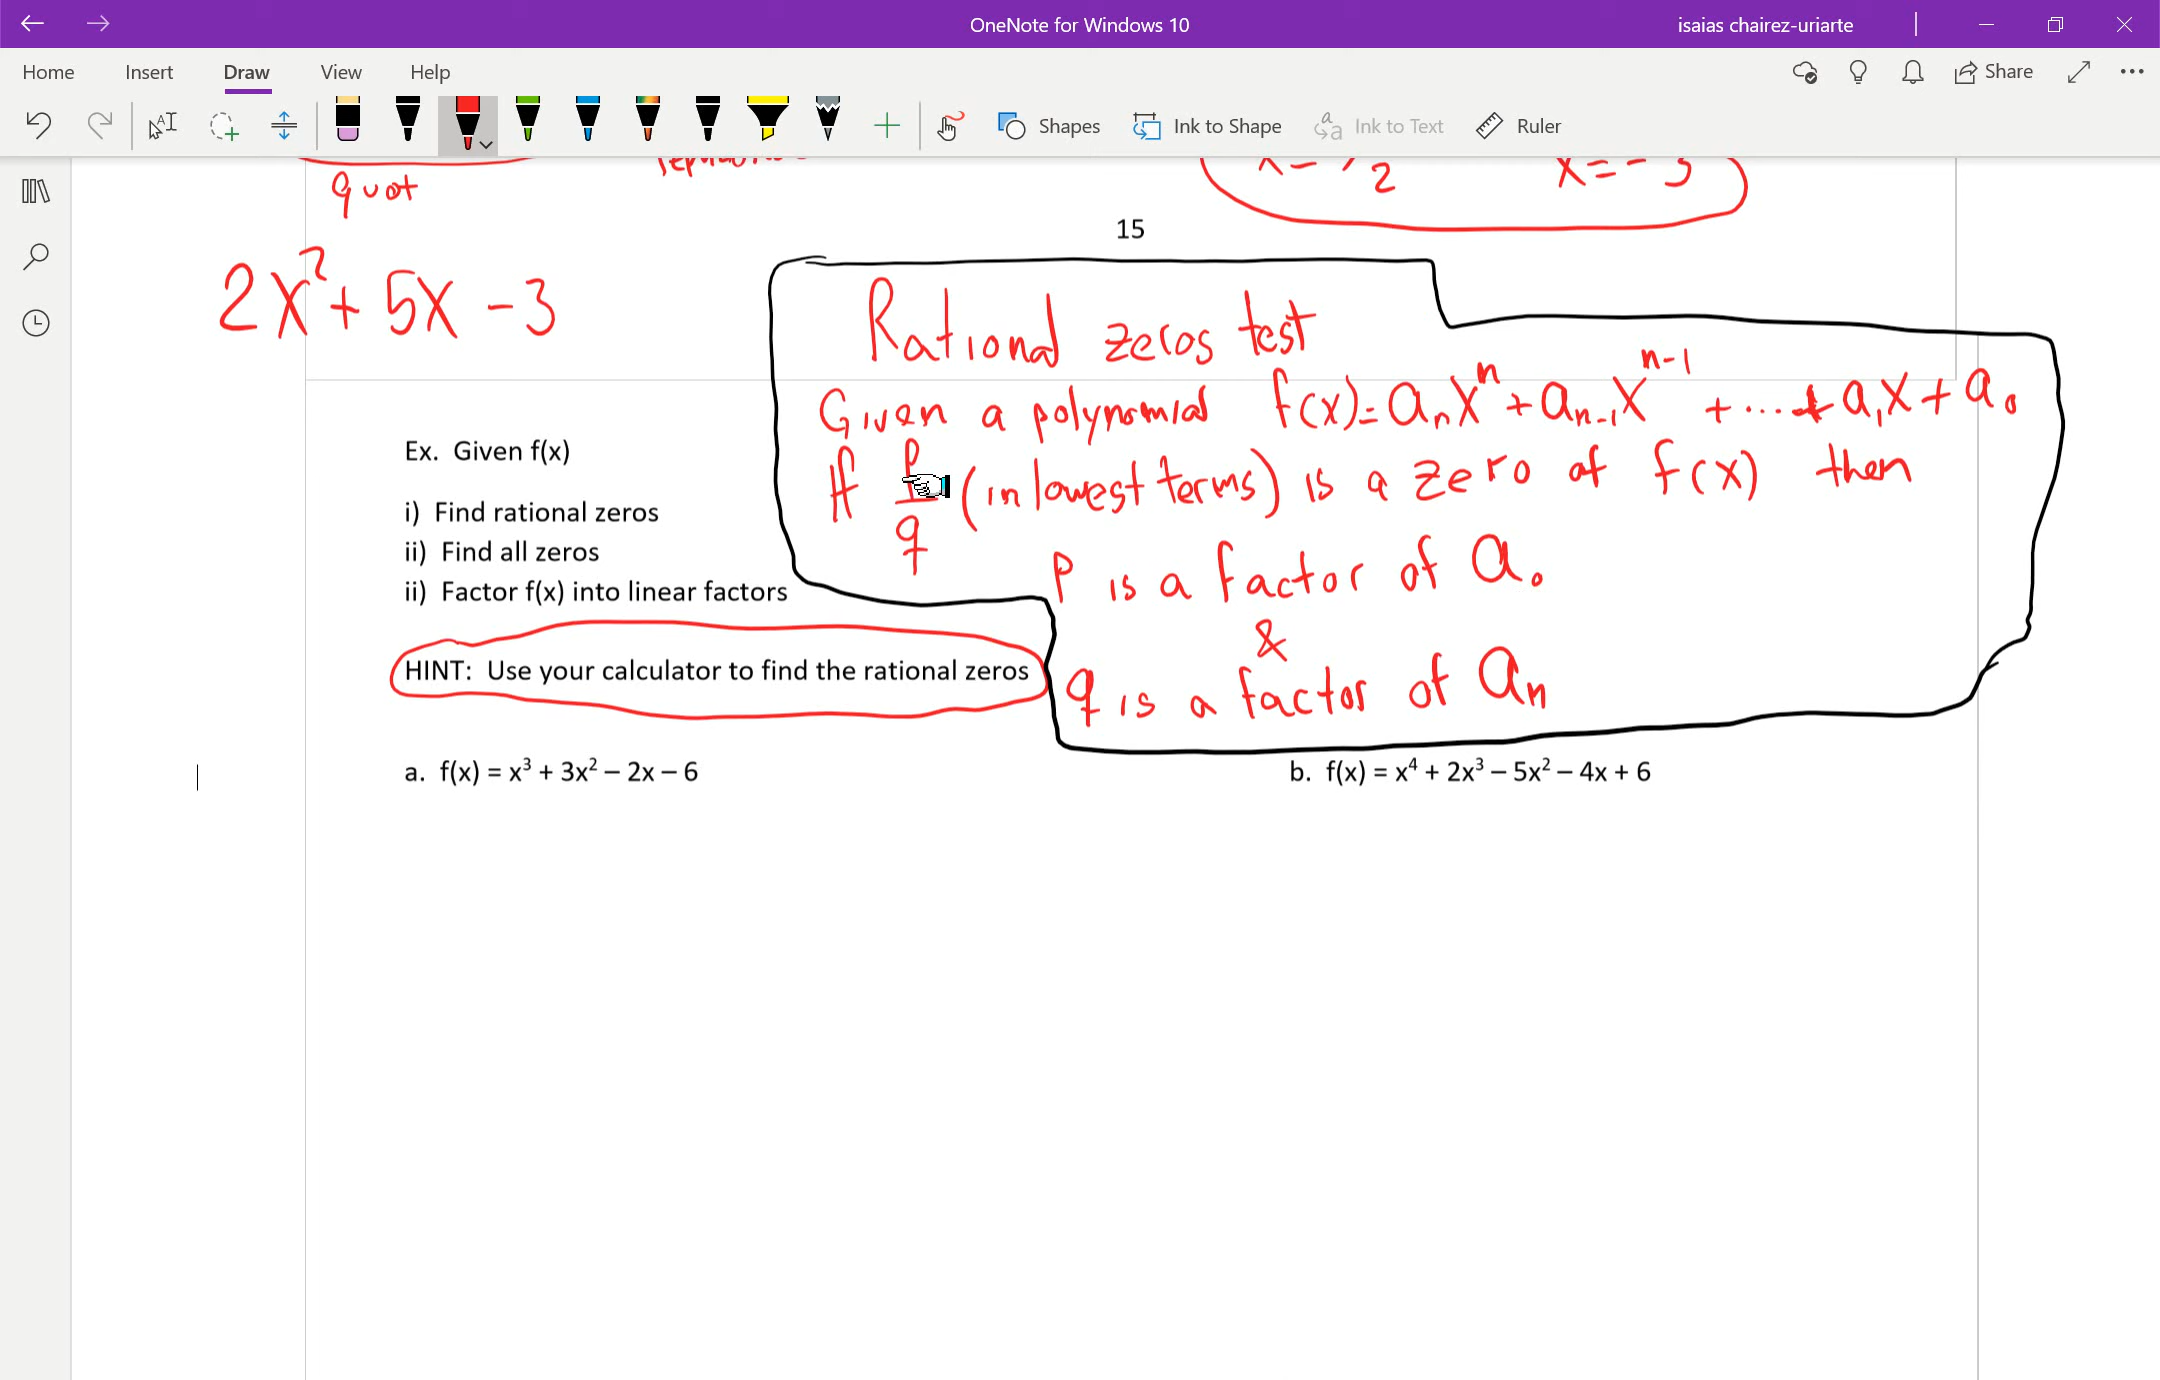 OneNote for Windows 10
isaias chairez-uriarte
Home Insert Draw View Help
Share
Shapes Ink to Shape Ink to Text Ruler
quot
x = - 3
15
2x² + 5x - 3
Rational zeros test
Given a polynomial f(x) = aₙxⁿ + aₙ₋₁xⁿ⁻¹ + ... + a₁x + a₀
If p/q (in lowest terms) is a zero of f(x) then
p is a factor of a₀
&
q is a factor of aₙ
Ex. Given f(x)
i) Find rational zeros
ii) Find all zeros
ii) Factor f(x) into linear factors
HINT: Use your calculator to find the rational zeros
a. f(x) = x³ + 3x² – 2x – 6
b. f(x) = x⁴ + 2x³ – 5x² – 4x + 6